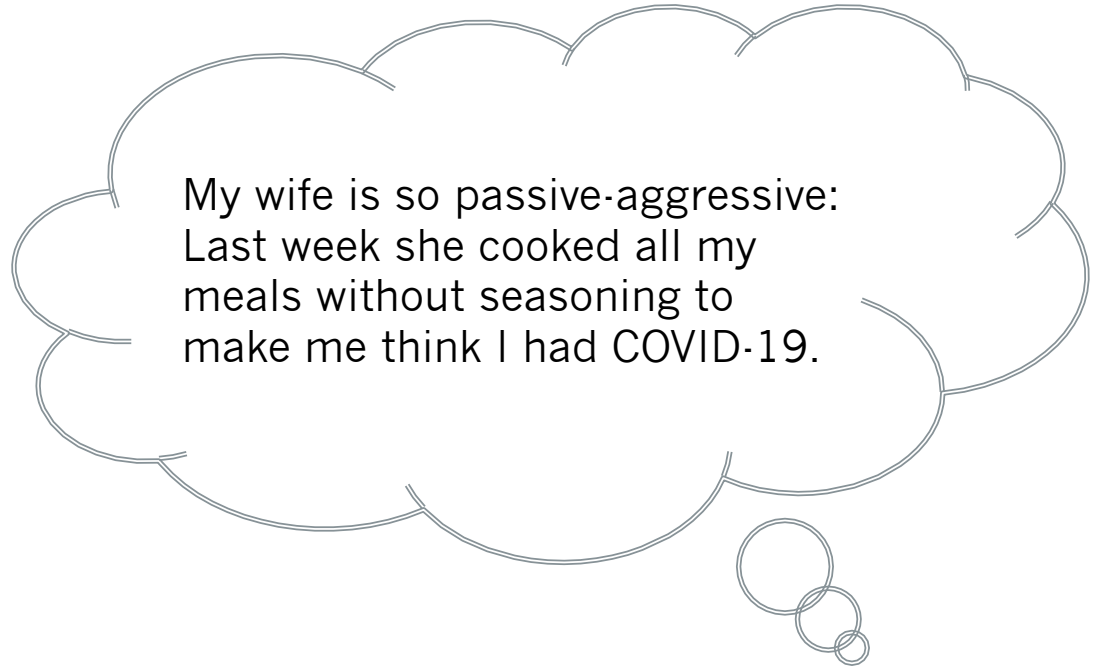 My wife is so passive-aggressive:
Last week she cooked all my
meals without seasoning to
make me think I had COVID-19.